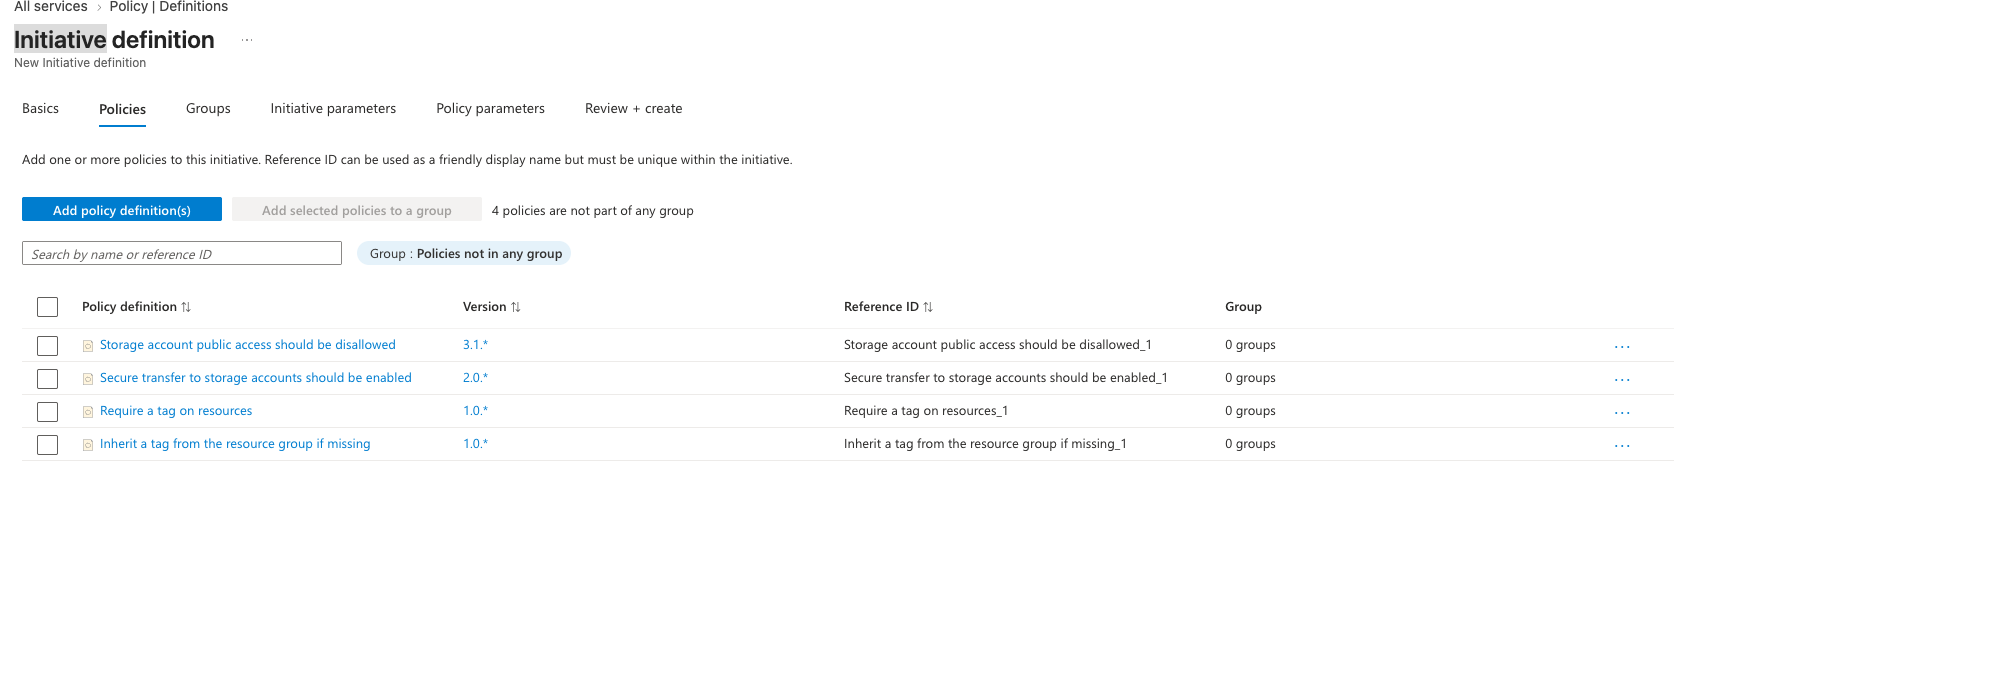 All services > Policy | Definitions
Initiative definition ...
New Initiative definition
Basics Policies Groups Initiative parameters Policy parameters Review + create
Add one or more policies to this initiative. Reference ID can be used as a friendly display name but must be unique within the initiative.
Add policy definition(s) Add selected policies to a group 4 policies are not part of any group
Search by name or reference ID Group : Policies not in any group
Policy definition ↑↓ Version ↑↓ Reference ID ↑↓ Group
Storage account public access should be disallowed 3.1.* Storage account public access should be disallowed_1 0 groups ...
Secure transfer to storage accounts should be enabled 2.0.* Secure transfer to storage accounts should be enabled_1 0 groups ...
Require a tag on resources 1.0.* Require a tag on resources_1 0 groups ...
Inherit a tag from the resource group if missing 1.0.* Inherit a tag from the resource group if missing_1 0 groups ...